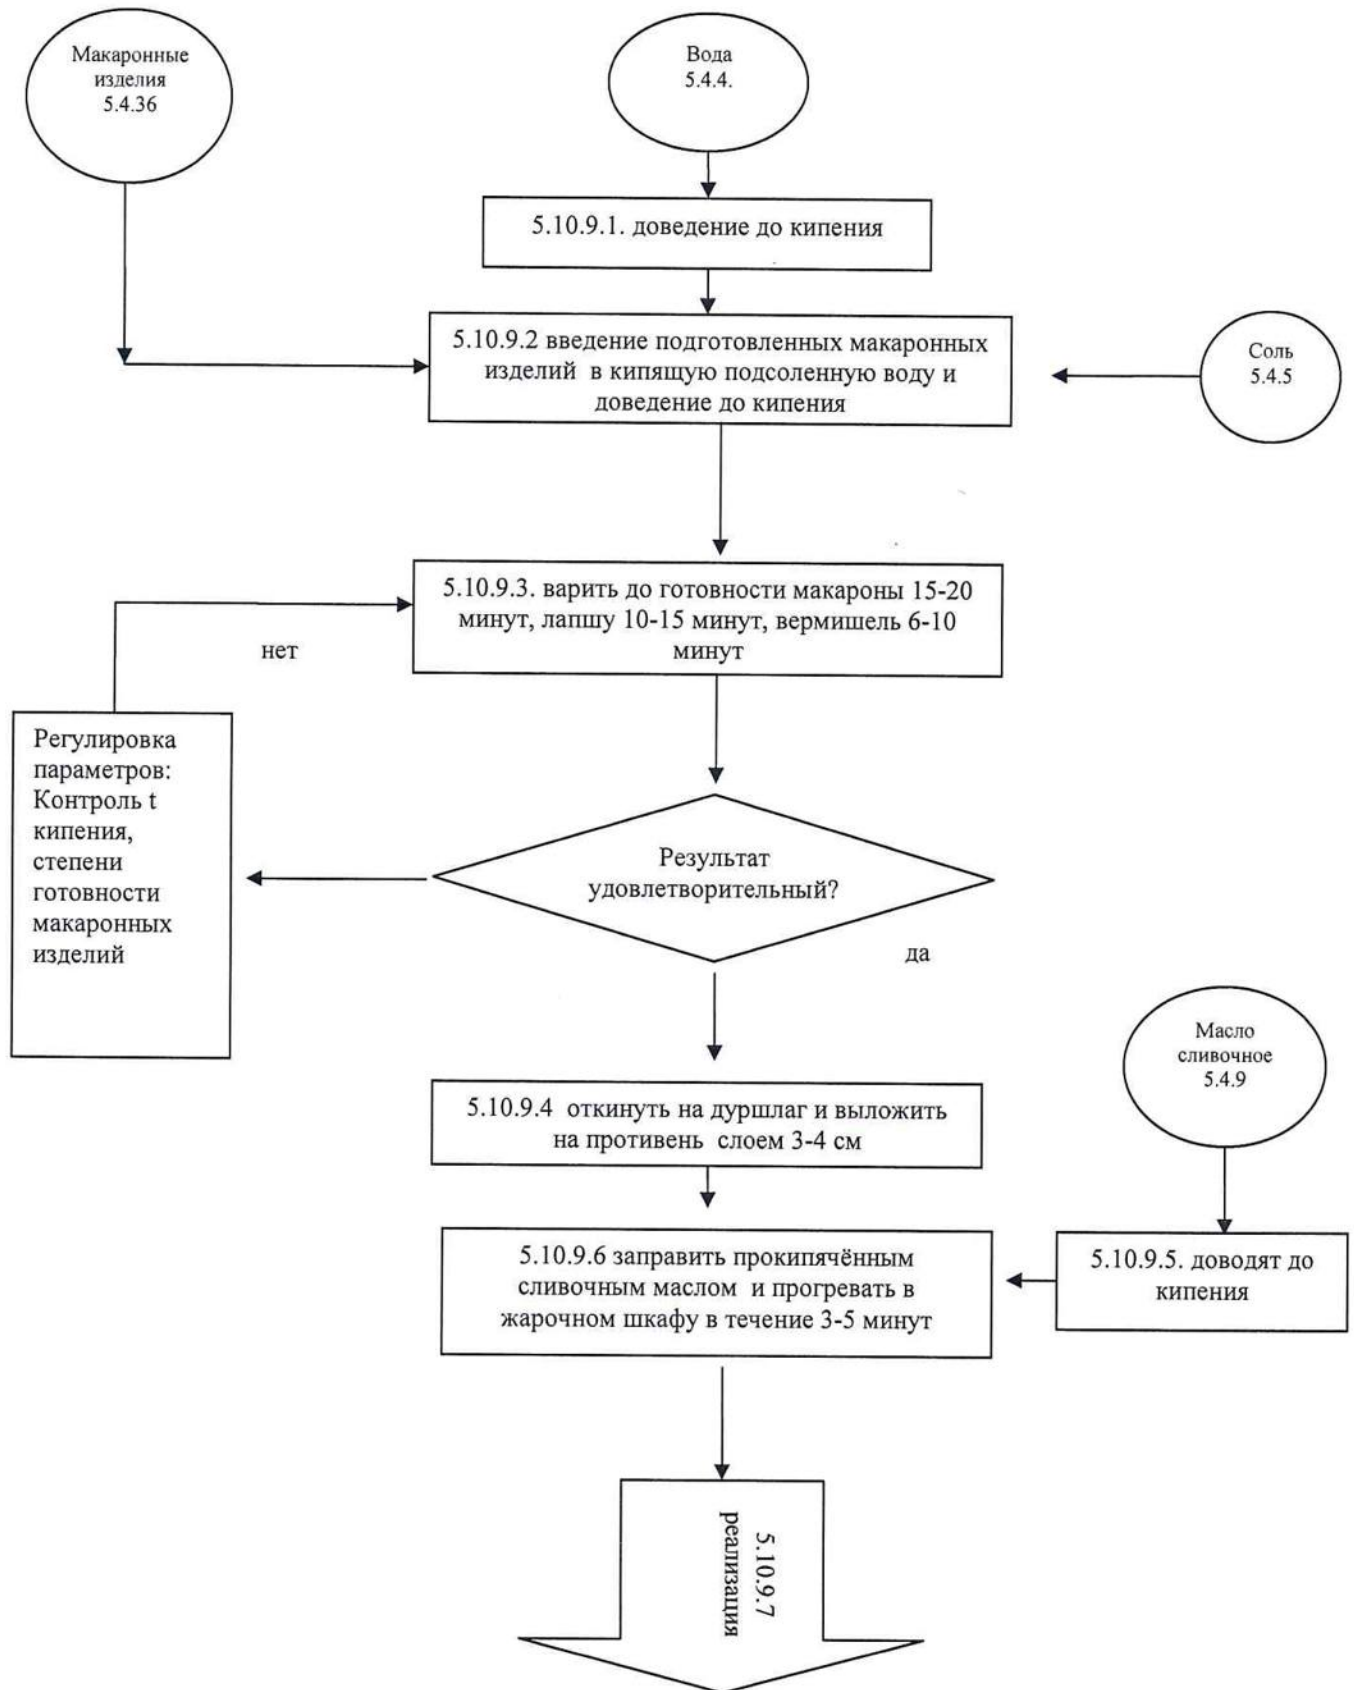 Макаронные
изделия
5.4.36
Вода
5.4.4.
5.10.9.1. доведение до кипения
5.10.9.2 введение подготовленных макаронных
изделий в кипящую подсоленную воду и
доведение до кипения
Соль
5.4.5
5.10.9.3. варить до готовности макароны 15-20
минут, лапшу 10-15 минут, вермишель 6-10
минут
нет
Регулировка
параметров:
Контроль t
кипения,
степени
готовности
макаронных
изделий
Результат
удовлетворительный?
да
Масло
сливочное
5.4.9
5.10.9.4 откинуть на дуршлаг и выложить
на противень слоем 3-4 см
5.10.9.6 заправить прокипячённым
сливочным маслом и прогревать в
жарочном шкафу в течение 3-5 минут
5.10.9.5. доводят до
кипения
5.10.9.7
реализация